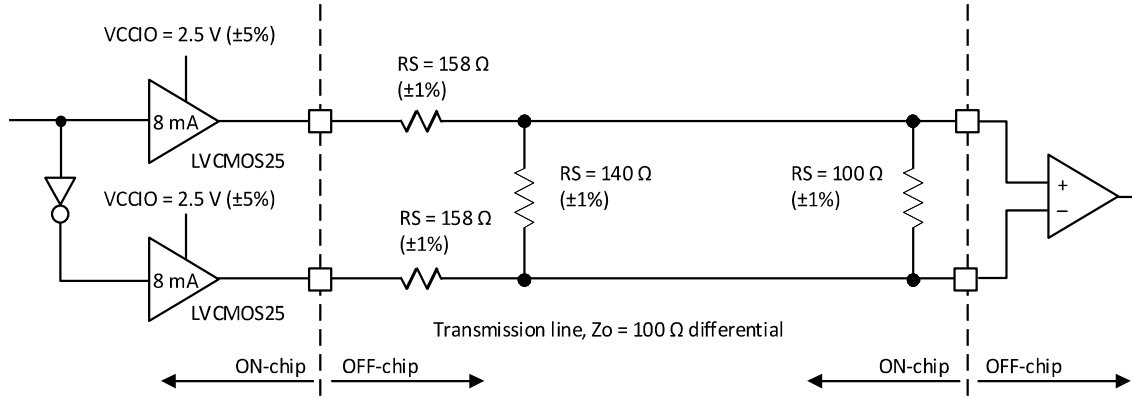 VCCIO = 2.5 V (±5%)
8 mA
LVCMOS25
RS = 158 Ω
(±1%)
VCCIO = 2.5 V (±5%)
8 mA
LVCMOS25
RS = 158 Ω
(±1%)
RS = 140 Ω
(±1%)
RS = 100 Ω
(±1%)
+
–
Transmission line, Zo = 100 Ω differential
ON-chip
OFF-chip
ON-chip
OFF-chip